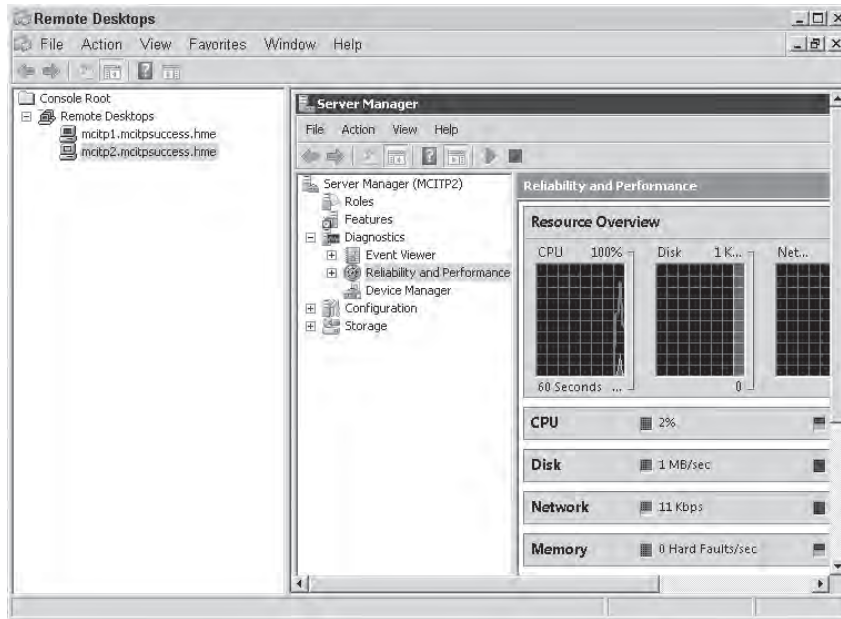 Remote Desktops
File Action View Favorites Window Help
Console Root
Remote Desktops
mcitp1.mcitpsuccess.hme
mcitp2.mcitpsuccess.hme
Server Manager
File Action View Help
Server Manager (MCITP2)
Roles
Features
Diagnostics
Event Viewer
Reliability and Performance
Device Manager
Configuration
Storage
Reliability and Performance
Resource Overview
CPU 100% Disk 1 K... Net...
60 Seconds ... 0
CPU 2%
Disk 1 MB/sec
Network 11 Kbps
Memory 0 Hard Faults/sec